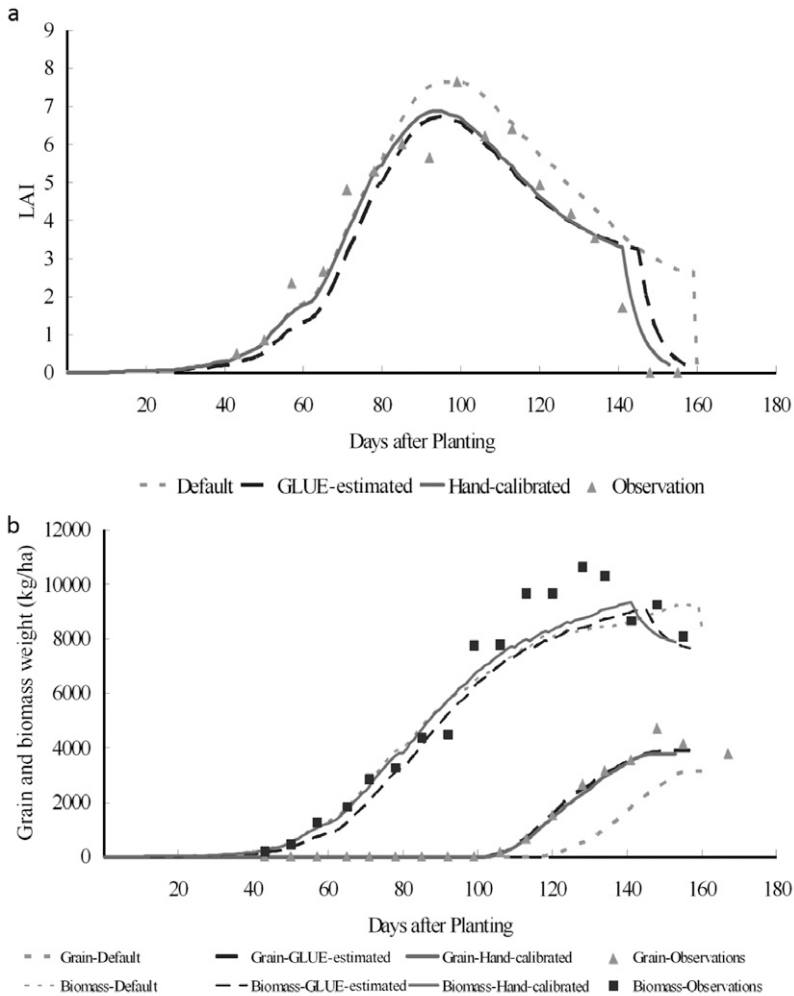 a
9
8
7
6
5
4
3
2
1
0
LAI
20 40 60 80 100 120 140 160 180
Days after Planting
Default GLUE-estimated Hand-calibrated Observation
b
12000
10000
8000
6000
4000
2000
0
Grain and biomass weight (kg/ha)
20 40 60 80 100 120 140 160 180
Days after Planting
Grain-Default Grain-GLUE-estimated Grain-Hand-calibrated Grain-Observations
Biomass-Default Biomass-GLUE-estimated Biomass-Hand-calibrated Biomass-Observations